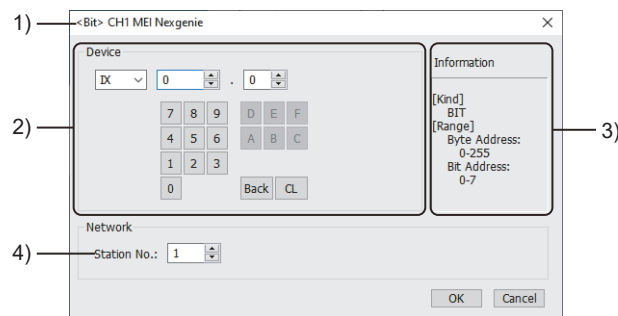 1)
<Bit> CH1 MEI Nexgenie
Device
IX 0 . 0
7 8 9 D E F
4 5 6 A B C
1 2 3
0 Back CL
2)
Information
[Kind]
BIT
[Range]
Byte Address:
0-255
Bit Address:
0-7
3)
Network
4)
Station No.: 1
OK Cancel